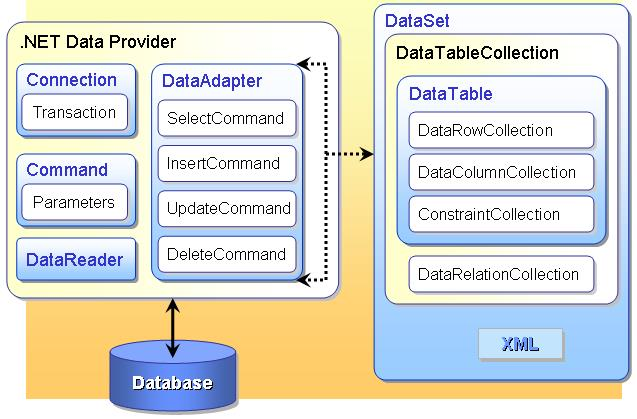 .NET Data Provider
Connection
Transaction
Command
Parameters
DataReader
DataAdapter
SelectCommand
InsertCommand
UpdateCommand
DeleteCommand
Database
DataSet
DataTableCollection
DataTable
DataRowCollection
DataColumnCollection
ConstraintCollection
DataRelationCollection
XML